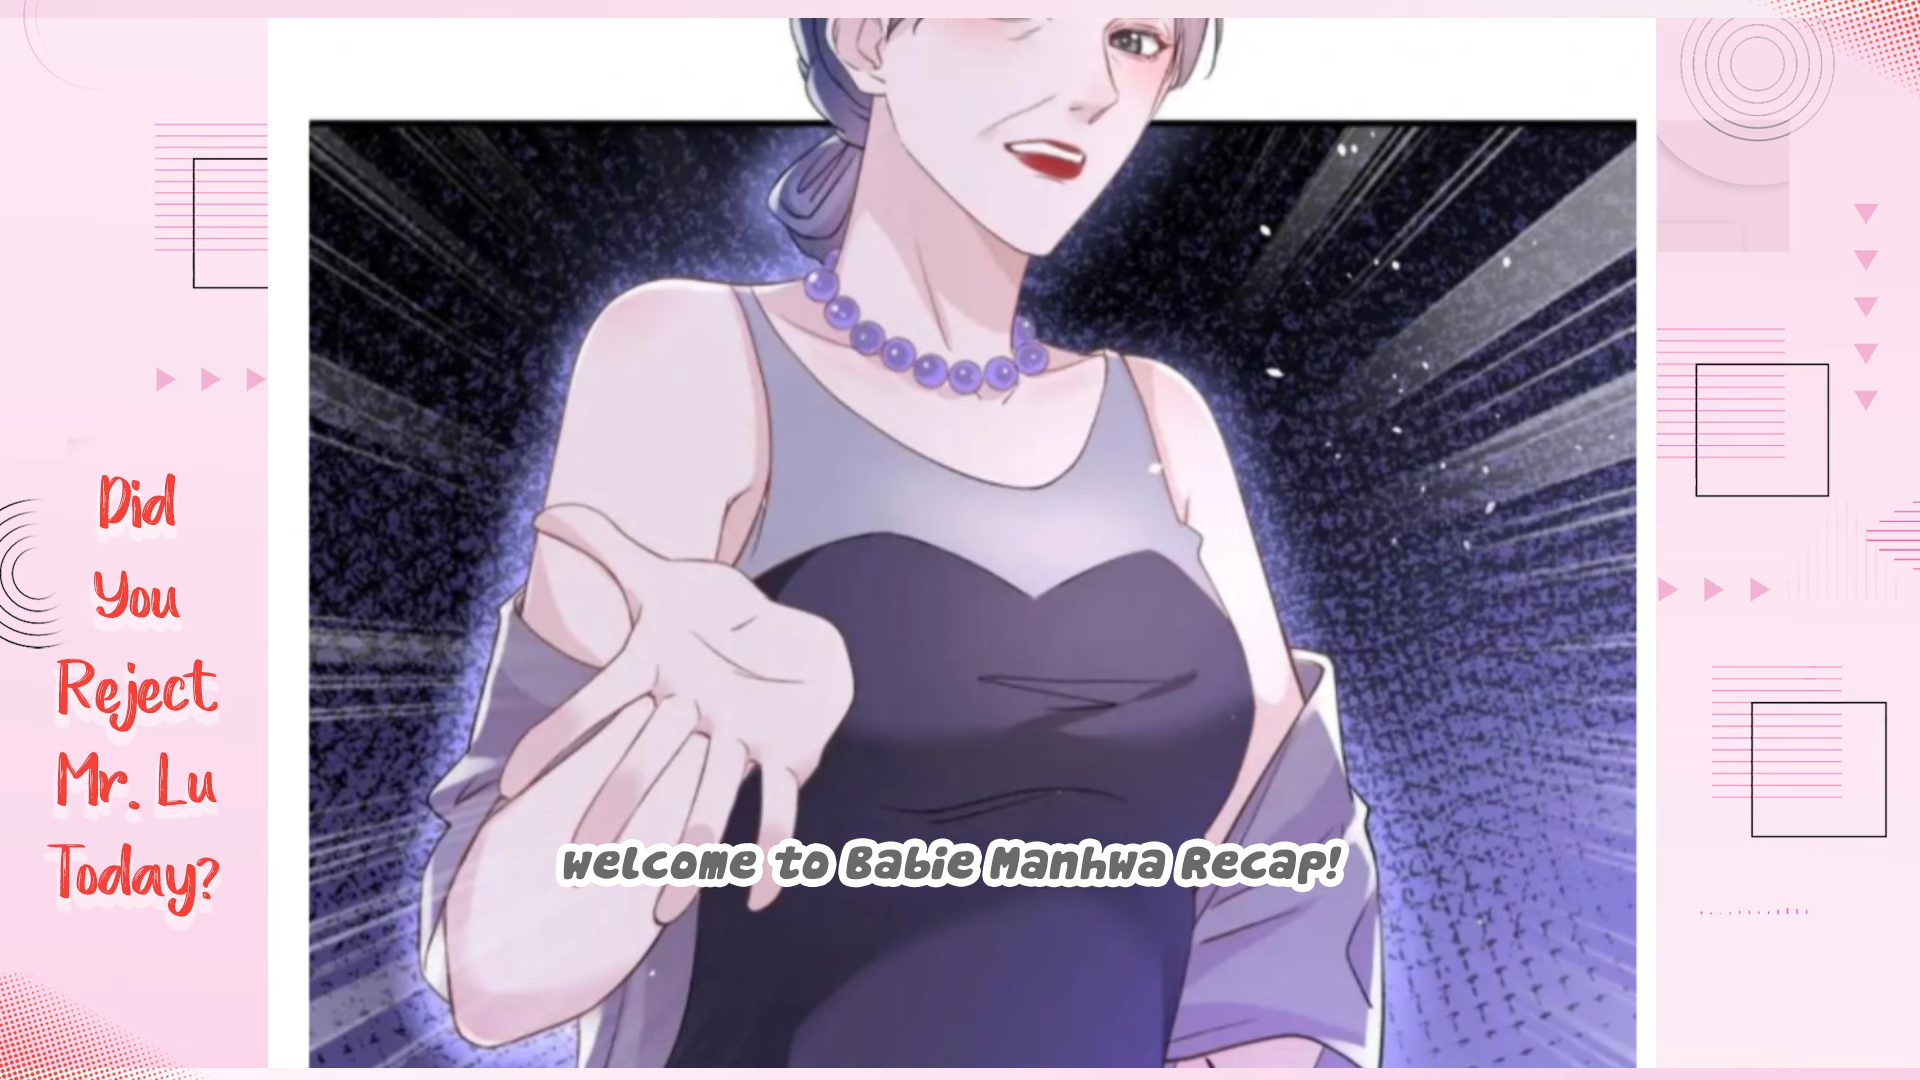 Did
You
Reject
Mr. Lu
Today?
welcome to Babie Manhwa Recap!